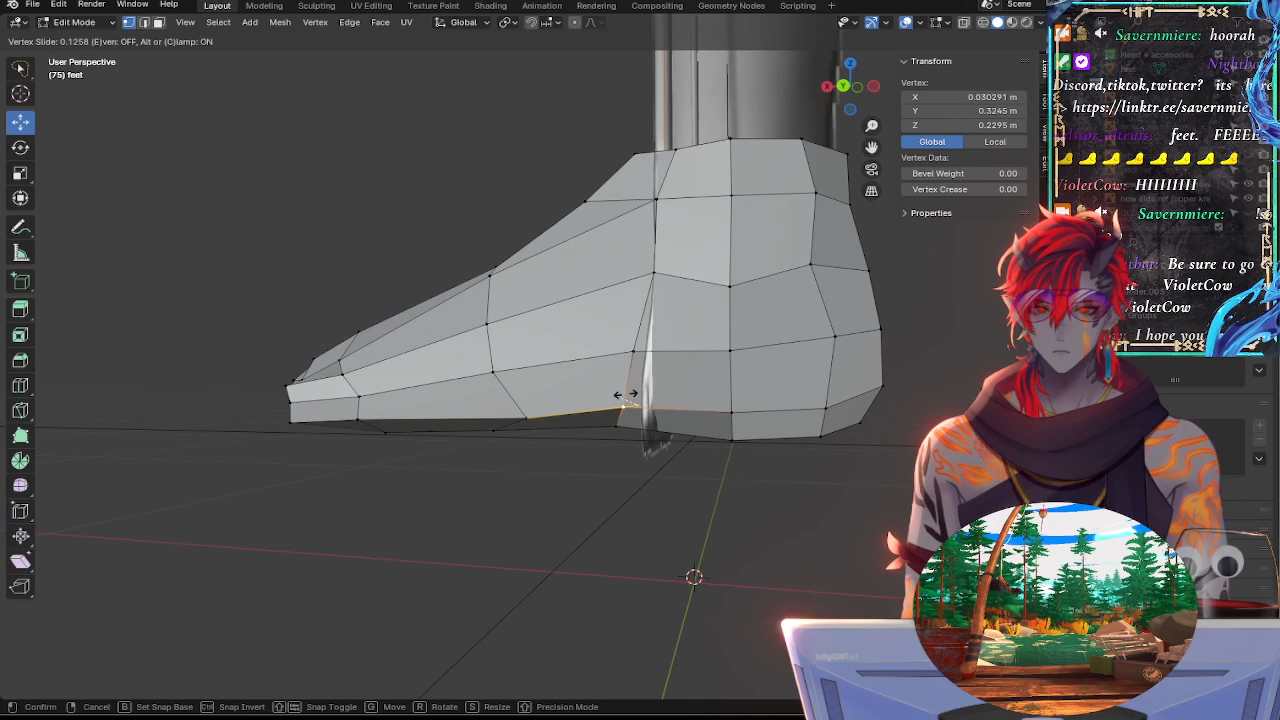 File Edit Render Window Help Layout Modeling Sculpting UV Editing Texture Paint Shading Animation Rendering Compositing Geometry Nodes Scripting + Scene
Edit Mode View Select Add Mesh Vertex Edge Face UV Global
Vertex Slide: 0.1258 (E)ven: OFF, Alt or (C)lamp: ON
User Perspective
(75) feet
Z
X
Y
Transform
Vertex:
X 0.030291 m
Y 0.3245 m
Z 0.2295 m
Global Local
Vertex Data:
Bevel Weight 0.00
Vertex Crease 0.00
Properties
Savernmiere: hoorah
Discord,tiktok,twitter? its here
> https://linktr.ee/savernmie
feet. FEEEE
VioletCow: HIIIIIIII
Savernmiere: !so
Be sure to go
VioletCow
I hope you
Confirm Cancel B Set Snap Base Ctrl Snap Invert Snap Toggle G Move R Rotate S Resize Precision Mode